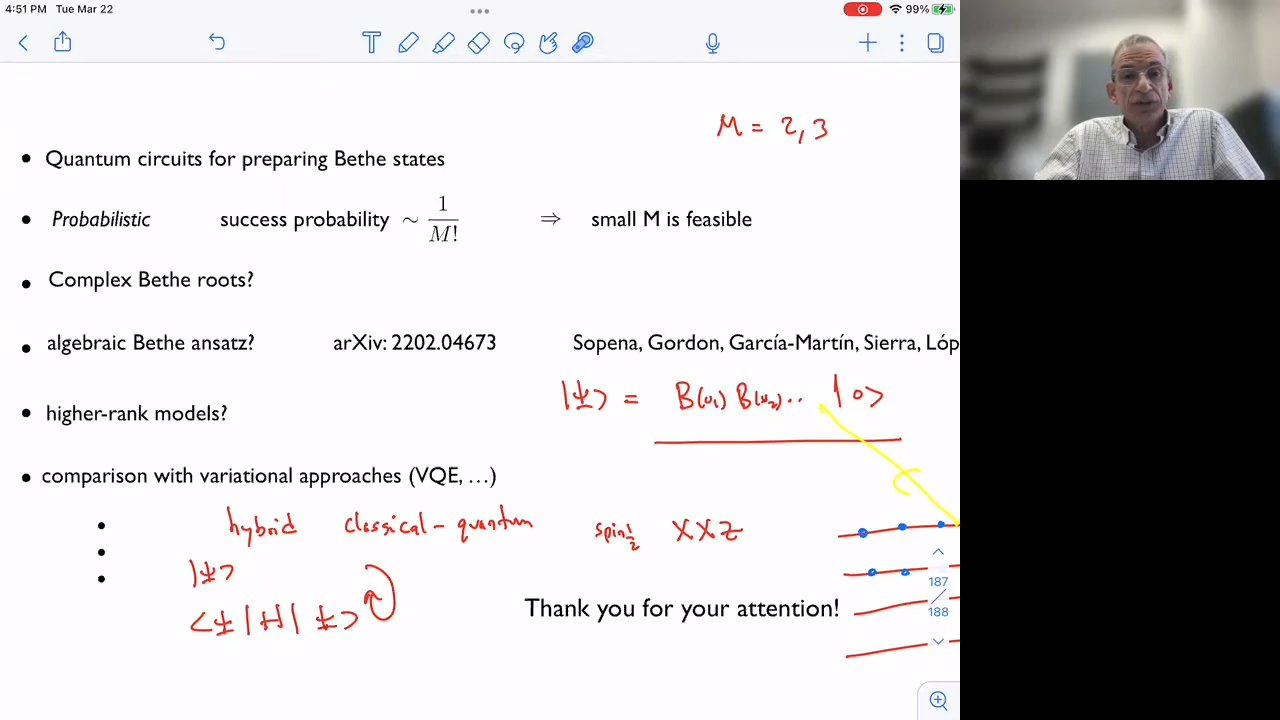 4:51 PM Tue Mar 22
99%
M = 2, 3
• Quantum circuits for preparing Bethe states
• Probabilistic success probability ~ 1/M! ⇒ small M is feasible
• Complex Bethe roots?
• algebraic Bethe ansatz? arXiv: 2202.04673 Sopena, Gordon, García-Martín, Sierra, Lóp
|Ψ> = B(u₁) B(u₂) .. |0>
• higher-rank models?
• comparison with variational approaches (VQE, …)
• hybrid classical - quantum spin ½ XXZ
•
• |Ψ>
<Ψ|H|Ψ>
Thank you for your attention!
187
188